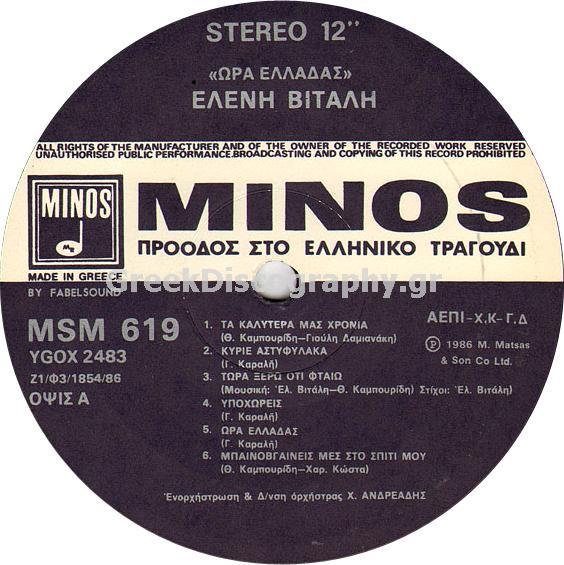 STEREO 12''
«ΩΡΑ ΕΛΛΑΔΑΣ»
ΕΛΕΝΗ ΒΙΤΑΛΗ
ALL RIGHTS OF THE MANUFACTURER AND OF THE OWNER OF THE RECORDED WORK RESERVED
UNAUTHORISED PUBLIC PERFORMANCE.BROADCASTING AND COPYING OF THIS RECORD PROHIBITED
MINOS
MINOS
ΠΡΟΟΔΟΣ ΣΤΟ ΕΛΛΗΝΙΚΟ ΤΡΑΓΟΥΔΙ
MADE IN GREECE
GreekDiscography.gr
BY FABELSOUND
MSM 619
YGOX 2483
Ζ1/Φ3/1854/86
ΟΨΙΣ Α
ΑΕΠΙ-Χ,Κ-Γ,Δ
Ⓟ 1986 M. Matsas
& Son Co Ltd.
1. ΤΑ ΚΑΛΥΤΕΡΑ ΜΑΣ ΧΡΟΝΙΑ
(Θ. Καμπουρίδη-Γιούλη Λαμιανάκη)
2. ΚΥΡΙΕ ΑΣΤΥΦΥΛΑΚΑ
(Γ. Καραλή)
3. ΤΩΡΑ ΞΕΡΩ ΟΤΙ ΦΤΑΙΩ
(Μουσική: Ἐλ. Βιτάλη-Θ. Καμπουρίδη Στίχοι: Ἐλ. Βιτάλη)
4. ΥΠΟΧΩΡΕΙΣ
(Γ. Καραλή)
5. ΩΡΑ ΕΛΛΑΔΑΣ
(Γ. Καραλή)
6. ΜΠΑΙΝΟΒΓΑΙΝΕΙΣ ΜΕΣ ΣΤΟ ΣΠΙΤΙ ΜΟΥ
(Θ. Καμπουρίδη-Χαρ. Κώστα)
Ἐνορχήστρωση & Δ/νση ὀρχήστρας Χ. ΑΝΔΡΕΑΔΗΣ